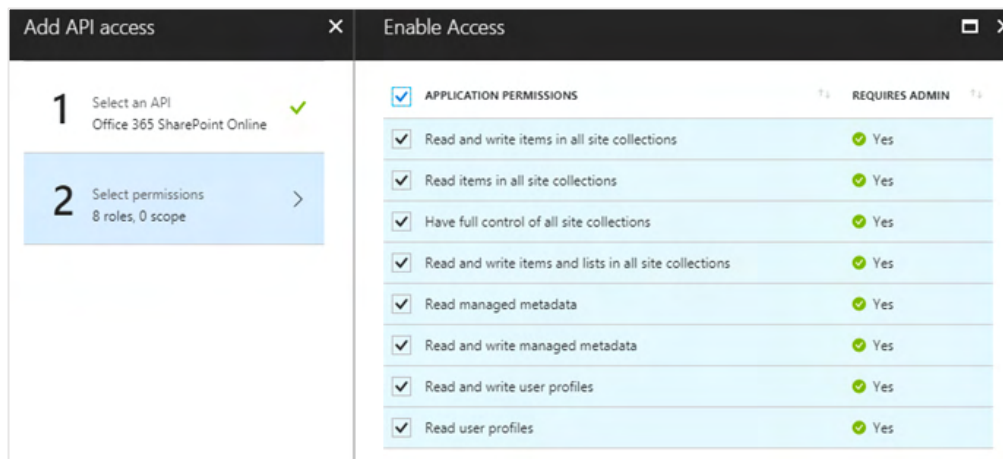 Add API access
1
Select an API
Office 365 SharePoint Online
2
Select permissions
8 roles, 0 scope
Enable Access
APPLICATION PERMISSIONS REQUIRES ADMIN
Read and write items in all site collections Yes
Read items in all site collections Yes
Have full control of all site collections Yes
Read and write items and lists in all site collections Yes
Read managed metadata Yes
Read and write managed metadata Yes
Read and write user profiles Yes
Read user profiles Yes